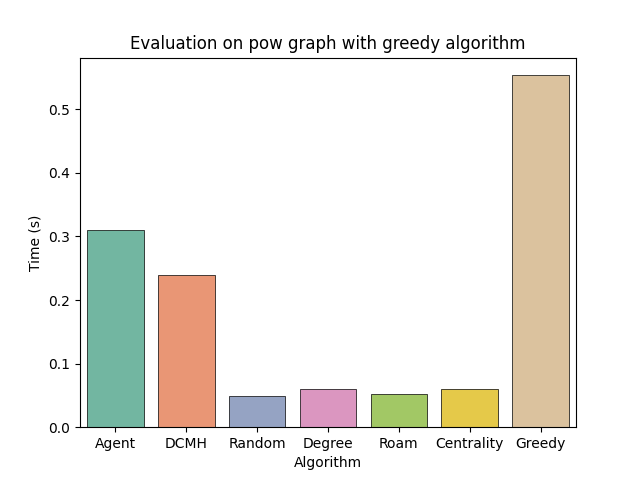 Evaluation on pow graph with greedy algorithm
Time (s)
0.5
0.4
0.3
0.2
0.1
0.0
Agent DCMH Random Degree Roam Centrality Greedy
Algorithm